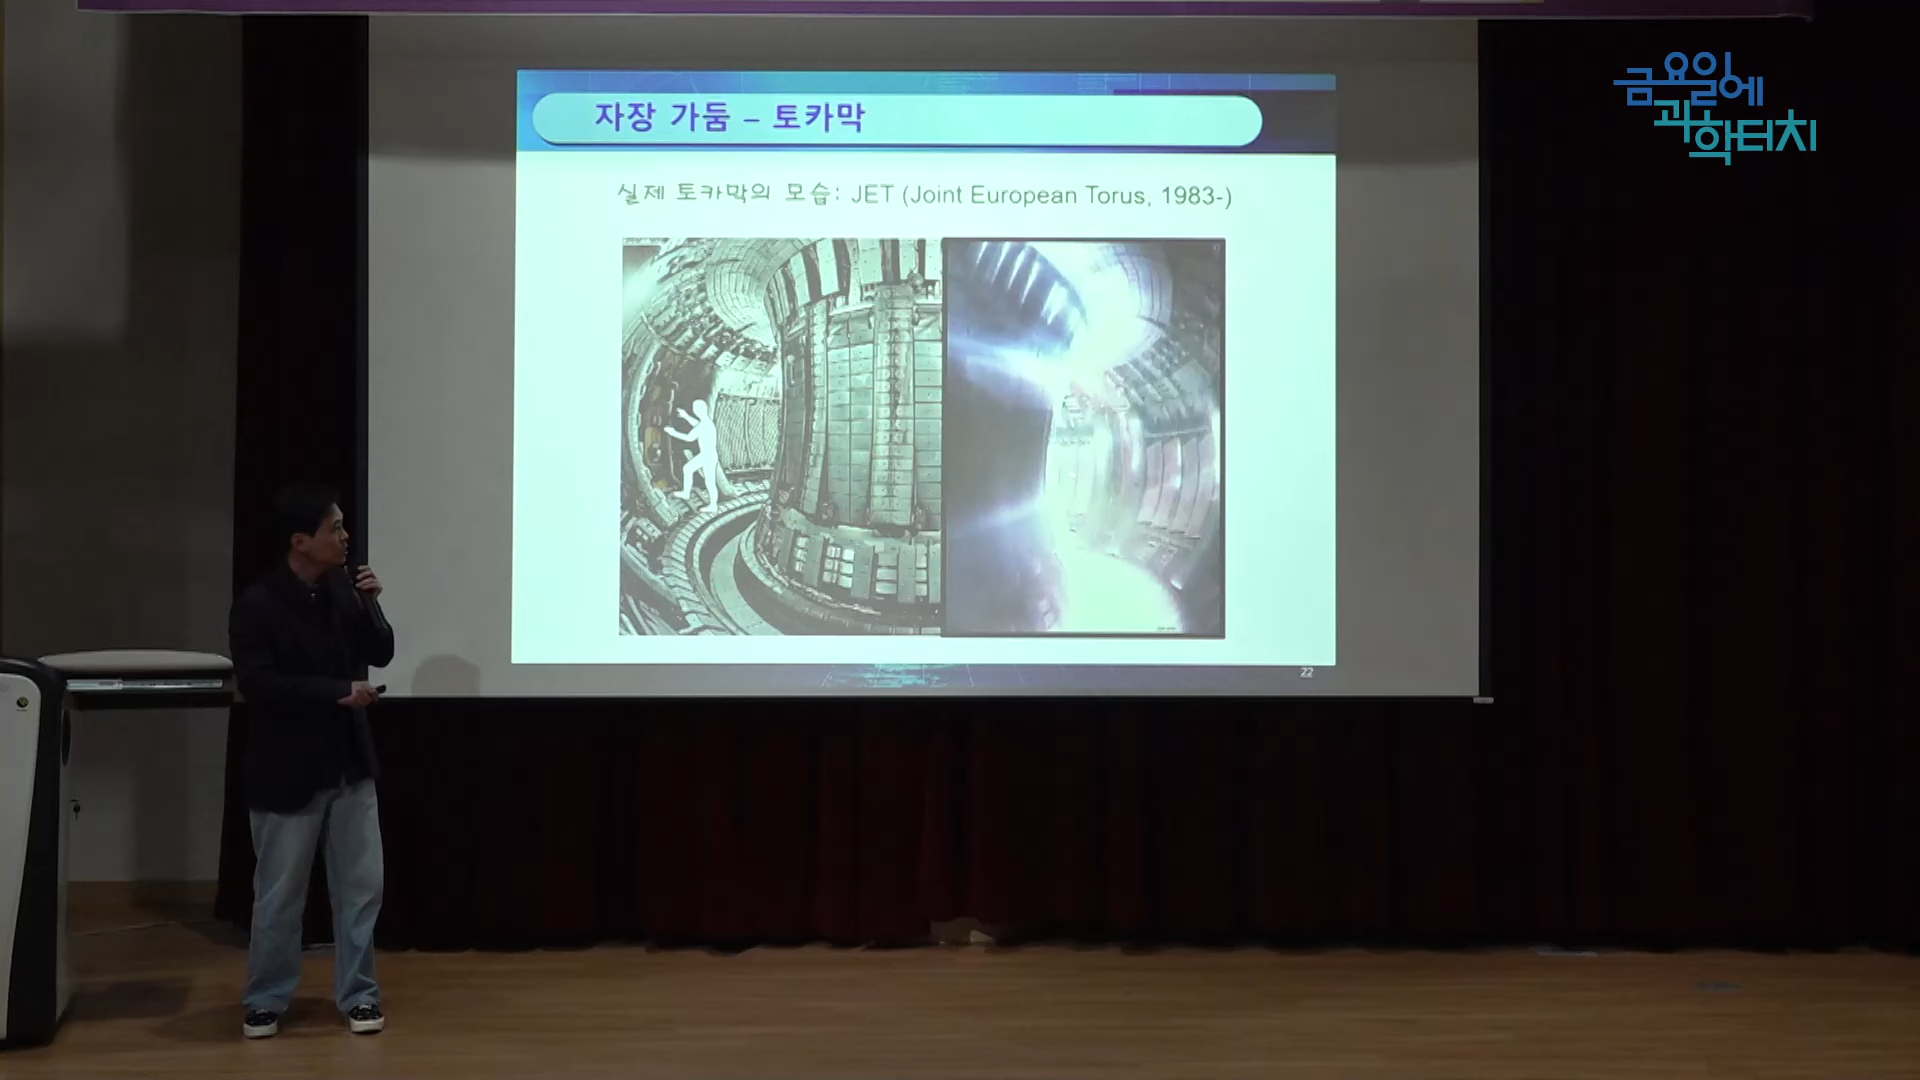 금요일에
과학터치
자장 가둠 – 토카막
실제 토카막의 모습: JET (Joint European Torus, 1983-)
22